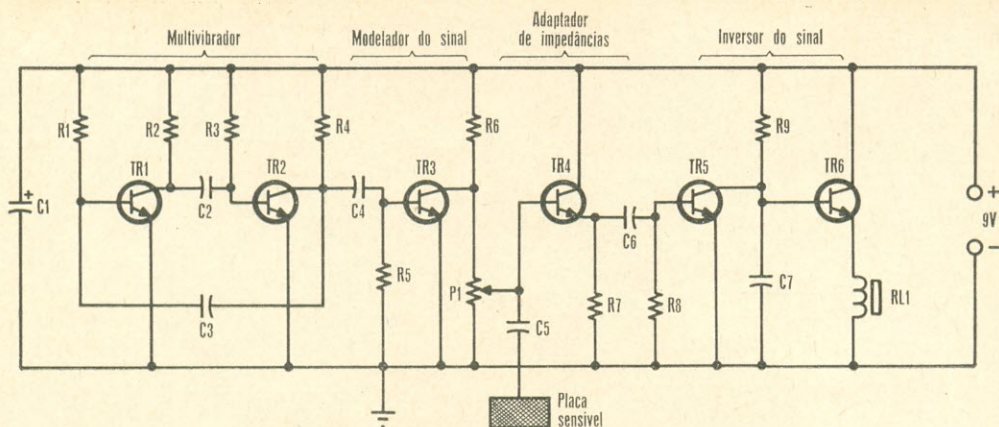 Multivibrador
Modelador do sinal
Adaptador
de impedâncias
Inversor do sinal
R1
R2
R3
R4
R6
R9
TR1
TR2
TR3
TR4
TR5
TR6
C1
+
C2
C4
C6
+
9V
−
R5
P1
R7
R8
C7
RL1
C3
C5
Placa
sensivel